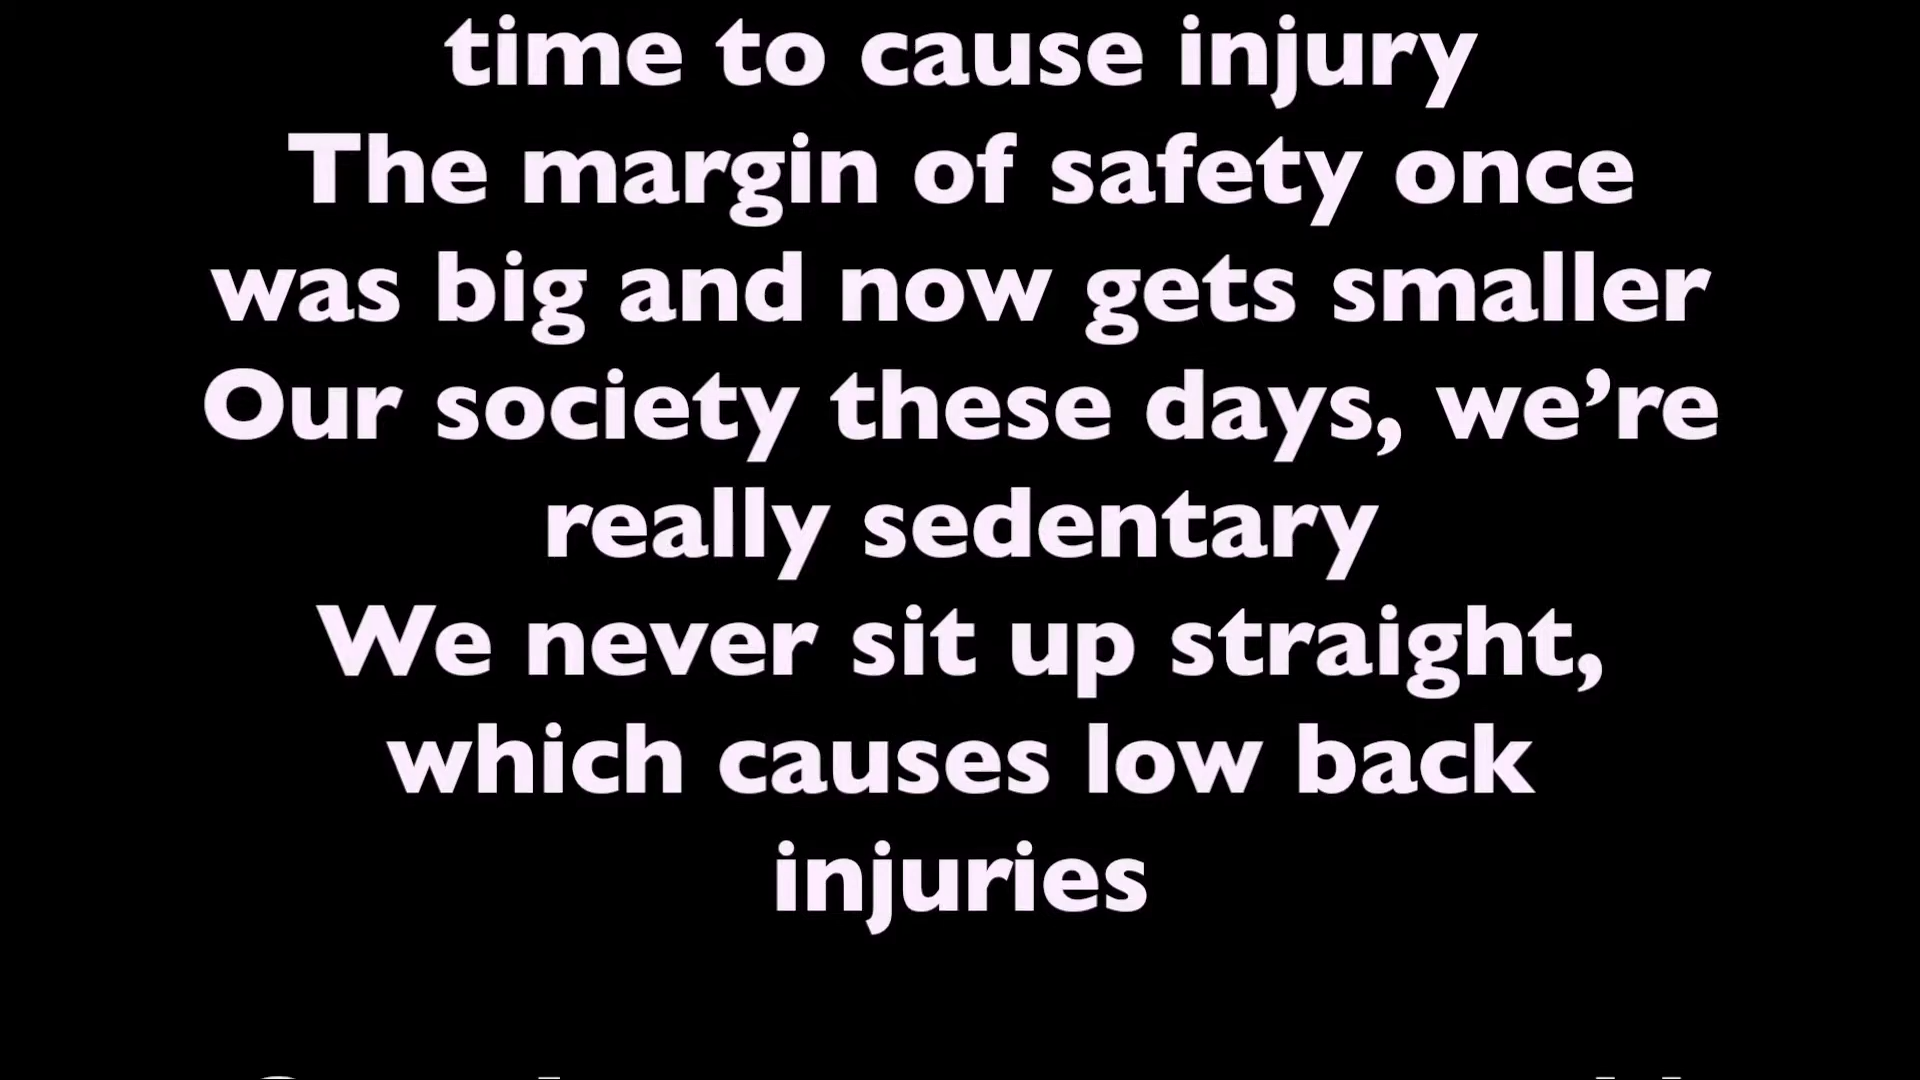 time to cause injury
The margin of safety once
was big and now gets smaller
Our society these days, we’re
really sedentary
We never sit up straight,
which causes low back
injuries